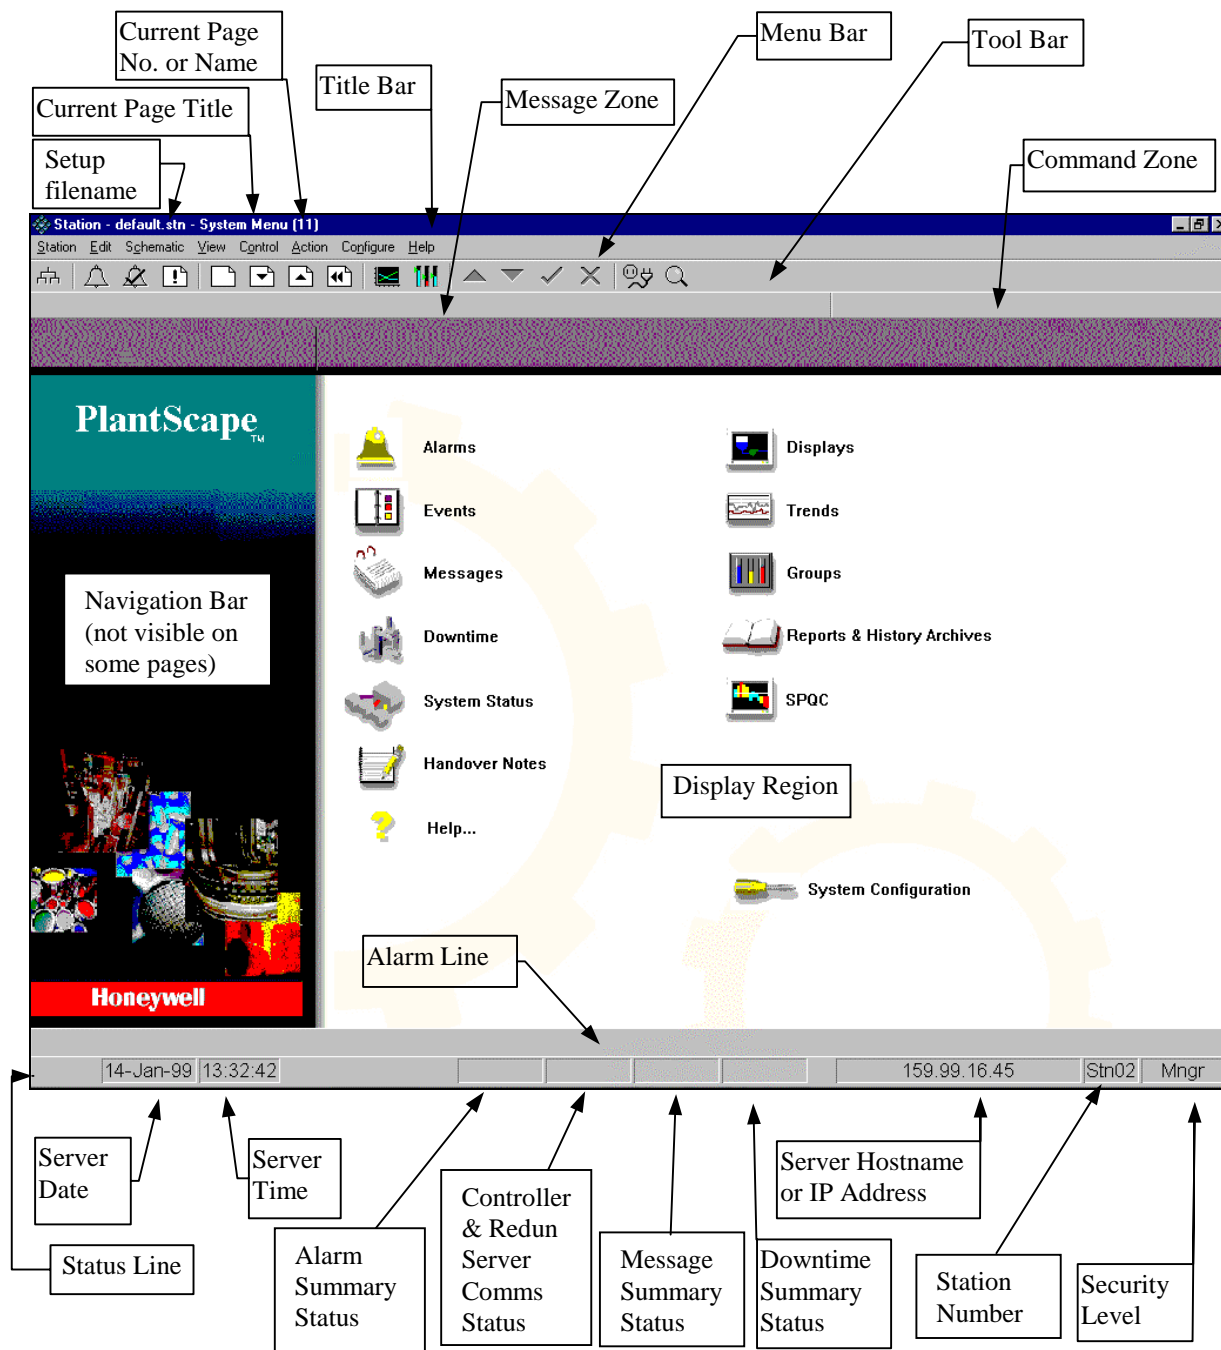 Current Page
No. or Name
Menu Bar
Tool Bar
Title Bar
Message Zone
Current Page Title
Setup
filename
Command Zone
Station - default.stn - System Menu (11)
Station Edit Schematic View Control Action Configure Help
PlantScape TM
Alarms
Displays
Events
Trends
Messages
Groups
Navigation Bar
(not visible on
some pages)
Downtime
Reports & History Archives
System Status
SPQC
Handover Notes
Display Region
Help...
System Configuration
Alarm Line
Honeywell
14-Jan-99 13:32:42 159.99.16.45 Stn02 Mngr
Server
Date
Server
Time
Server Hostname
or IP Address
Status Line
Alarm
Summary
Status
Controller
& Redun
Server
Comms
Status
Message
Summary
Status
Downtime
Summary
Status
Station
Number
Security
Level